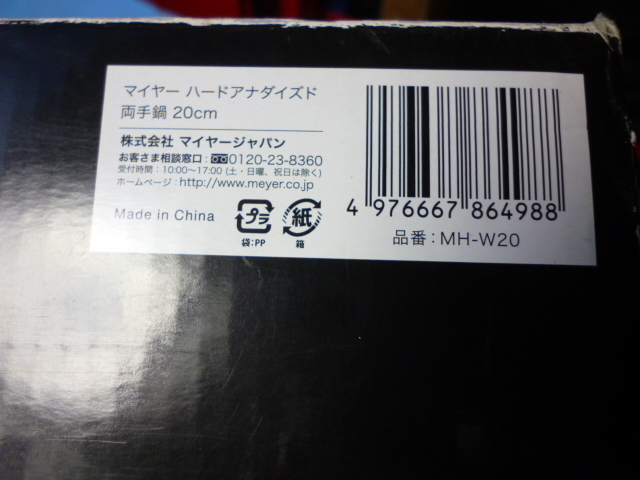 マイヤー ハードアナダイズド
両手鍋 20cm
株式会社 マイヤージャパン
お客さま相談窓口：0120-23-8360
受付時間：10:00〜17:00 (土・日曜、祝日は除く)
ホームページ：http://www.meyer.co.jp
Made in China
プラ
袋：PP
紙
箱
4 976667 864988
品番：MH-W20